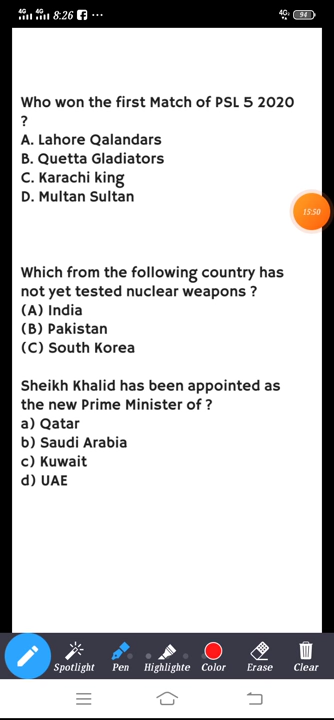 4G 4G 8:26 ... 4G 94
Who won the first Match of PSL 5 2020
?
A. Lahore Qalandars
B. Quetta Gladiators
C. Karachi king
D. Multan Sultan
15:50
Which from the following country has
not yet tested nuclear weapons ?
(A) India
(B) Pakistan
(C) South Korea
Sheikh Khalid has been appointed as
the new Prime Minister of ?
a) Qatar
b) Saudi Arabia
c) Kuwait
d) UAE
Spotlight Pen Highlighte Color Erase Clear